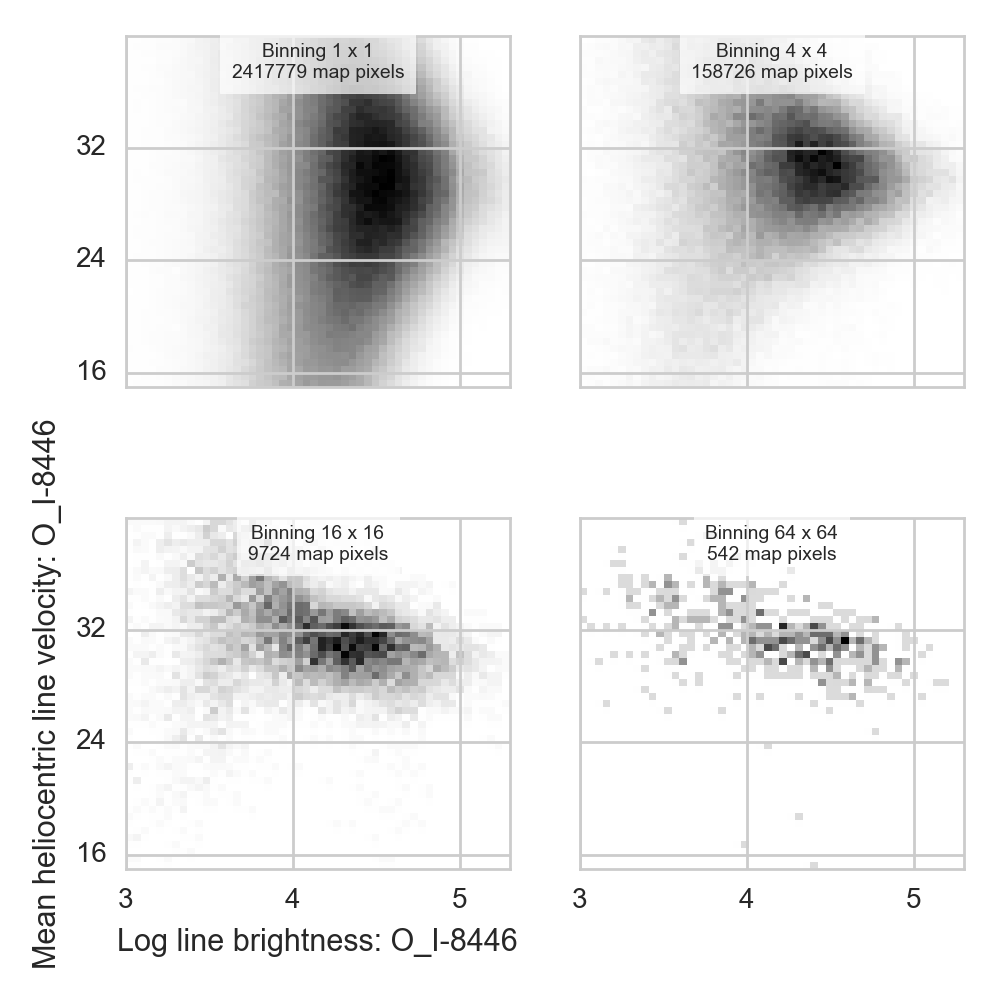 Binning 1 x 1
2417779 map pixels
Binning 4 x 4
158726 map pixels
32
24
16
Binning 16 x 16
9724 map pixels
Binning 64 x 64
542 map pixels
32
24
16
3
4
5
3
4
5
Log line brightness: O_I-8446
Mean heliocentric line velocity: O_I-8446